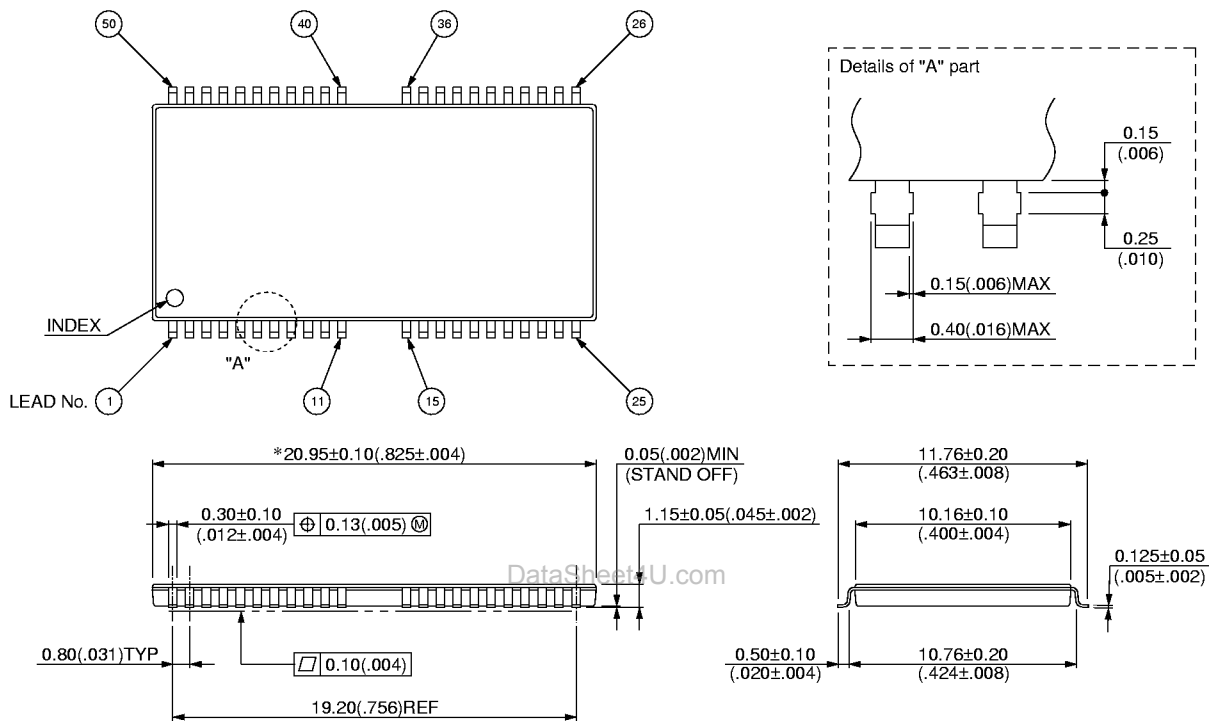 50
40
36
26
Details of "A" part
0.15
(.006)
0.25
(.010)
0.15(.006)MAX
0.40(.016)MAX
INDEX
"A"
LEAD No.
1
11
15
25
*20.95±0.10(.825±.004)
0.05(.002)MIN
(STAND OFF)
11.76±0.20
(.463±.008)
0.30±0.10
(.012±.004)
0.13(.005) Ⓜ
1.15±0.05(.045±.002)
10.16±0.10
(.400±.004)
0.125±0.05
(.005±.002)
DataSheet4U.com
0.80(.031)TYP
0.10(.004)
0.50±0.10
(.020±.004)
10.76±0.20
(.424±.008)
19.20(.756)REF